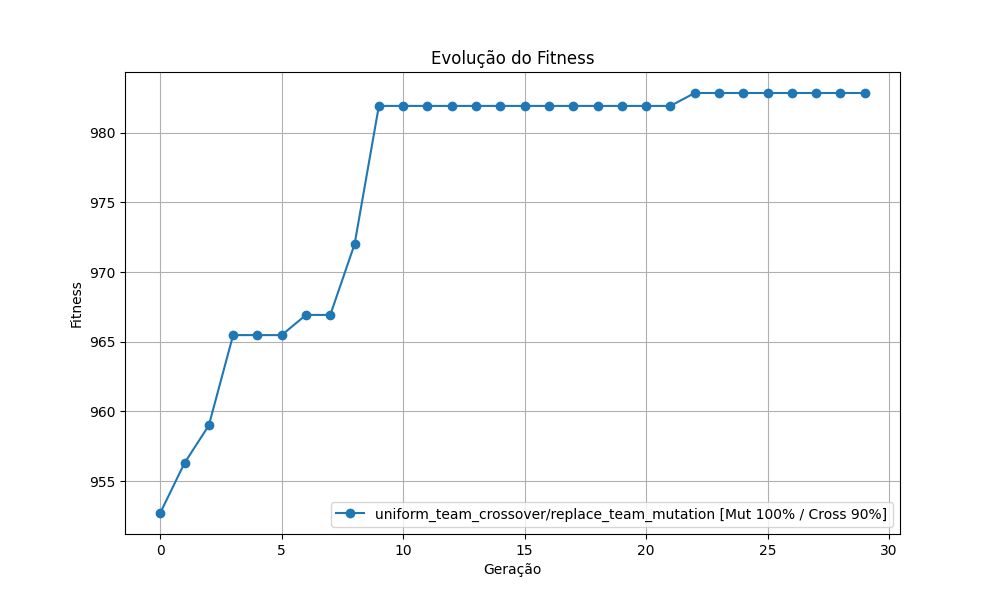 Evolução do Fitness
Fitness
980
975
970
965
960
955
uniform_team_crossover/replace_team_mutation [Mut 100% / Cross 90%]
0 5 10 15 20 25 30
Geração